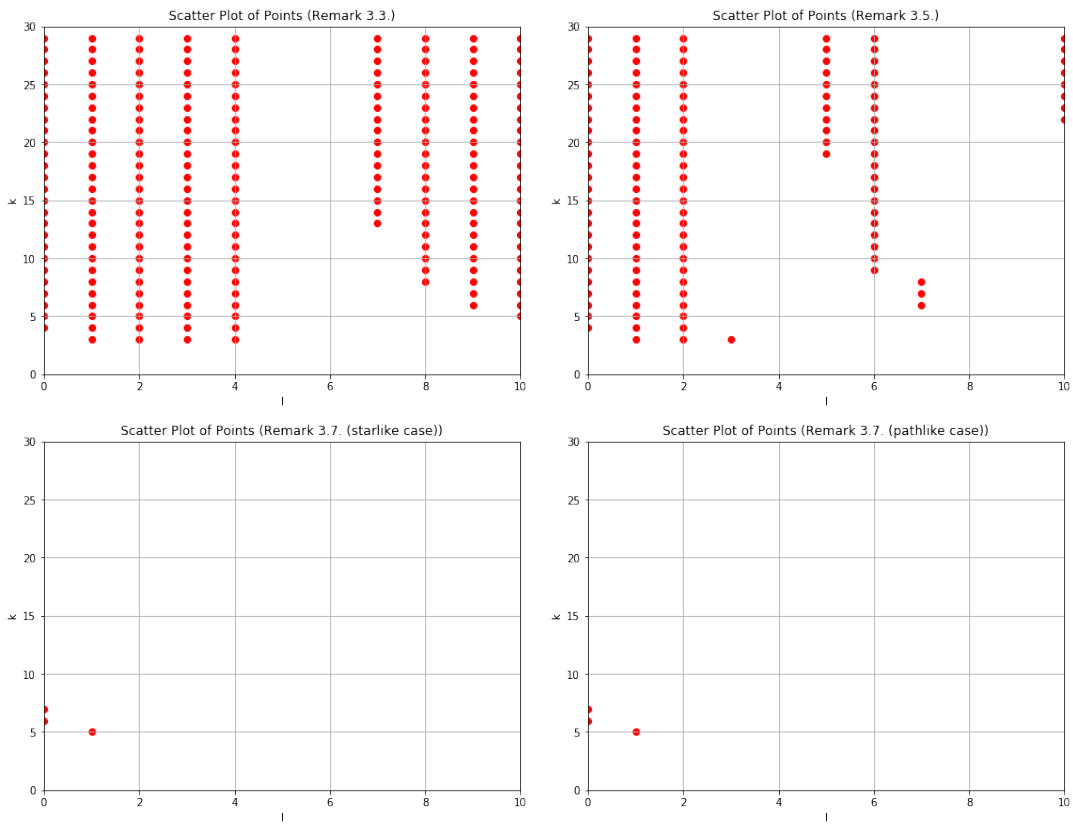 Scatter Plot of Points (Remark 3.3.)
30
25
20
15
10
5
0
k
0 2 4 6 8 10
l
Scatter Plot of Points (Remark 3.5.)
30
25
20
15
10
5
0
k
0 2 4 6 8 10
l
Scatter Plot of Points (Remark 3.7. (starlike case))
30
25
20
15
10
5
0
k
0 2 4 6 8 10
l
Scatter Plot of Points (Remark 3.7. (pathlike case))
30
25
20
15
10
5
0
k
0 2 4 6 8 10
l